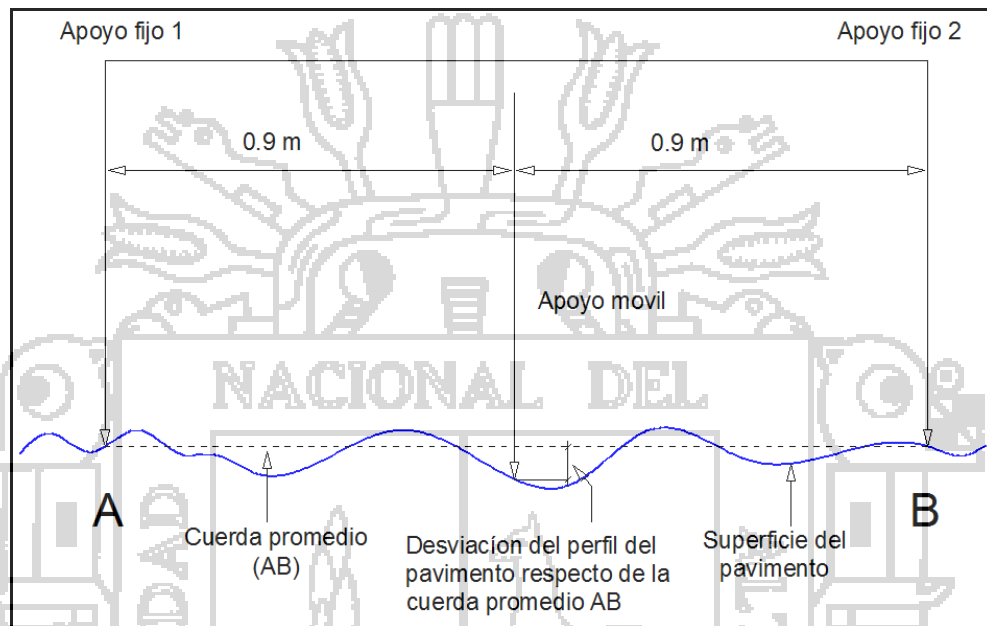 Apoyo fijo 1
Apoyo fijo 2
0.9 m
0.9 m
Apoyo movil
NACIONAL DEL
A
B
Cuerda promedio
(AB)
Desviacíon del perfil del
pavimento respecto de la
cuerda promedio AB
Superficie del
pavimento
DAD